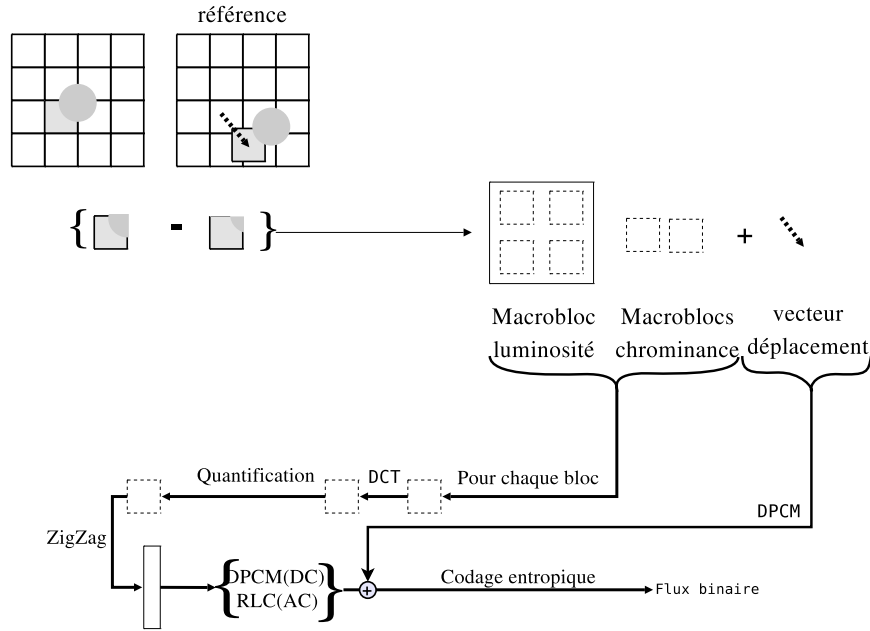 référence
{ - }
+
Macrobloc
luminosité
Macroblocs
chrominance
vecteur
déplacement
Quantification
DCT
Pour chaque bloc
DPCM
ZigZag
DPCM(DC)
RLC(AC)
+
Codage entropique
Flux binaire